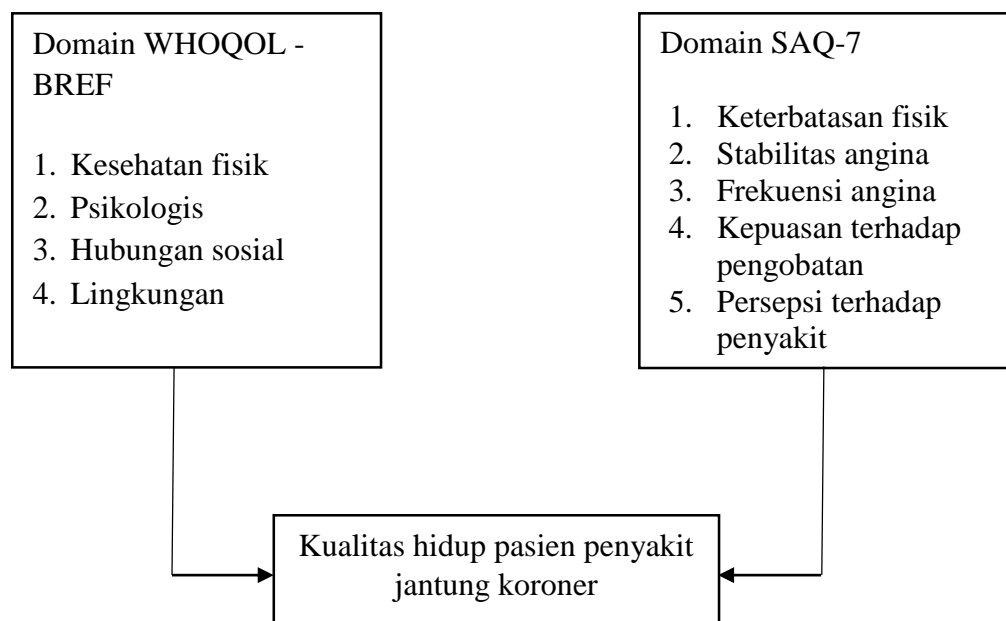 Domain WHOQOL -
BREF
1. Kesehatan fisik
2. Psikologis
3. Hubungan sosial
4. Lingkungan
Domain SAQ-7
1. Keterbatasan fisik
2. Stabilitas angina
3. Frekuensi angina
4. Kepuasan terhadap
pengobatan
5. Persepsi terhadap
penyakit
Kualitas hidup pasien penyakit
jantung koroner